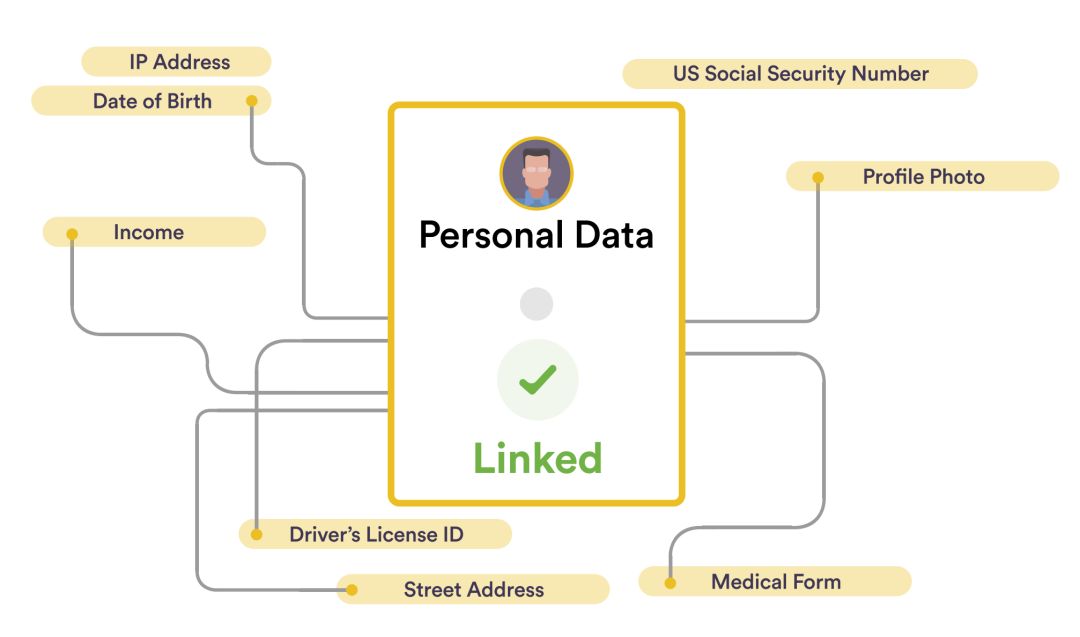 IP Address
Date of Birth
Income
US Social Security Number
Profile Photo
Personal Data
Linked
Driver's License ID
Street Address
Medical Form